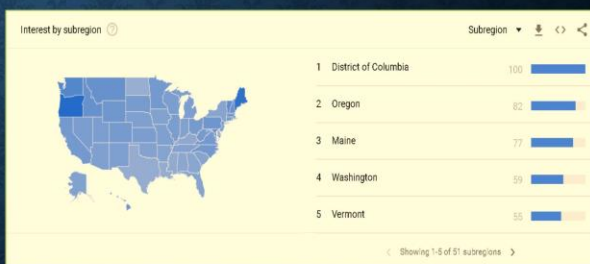 Interest by subregion
Subregion
1 District of Columbia 100
2 Oregon 82
3 Maine 77
4 Washington 59
5 Vermont 55
Showing 1-5 of 51 subregions